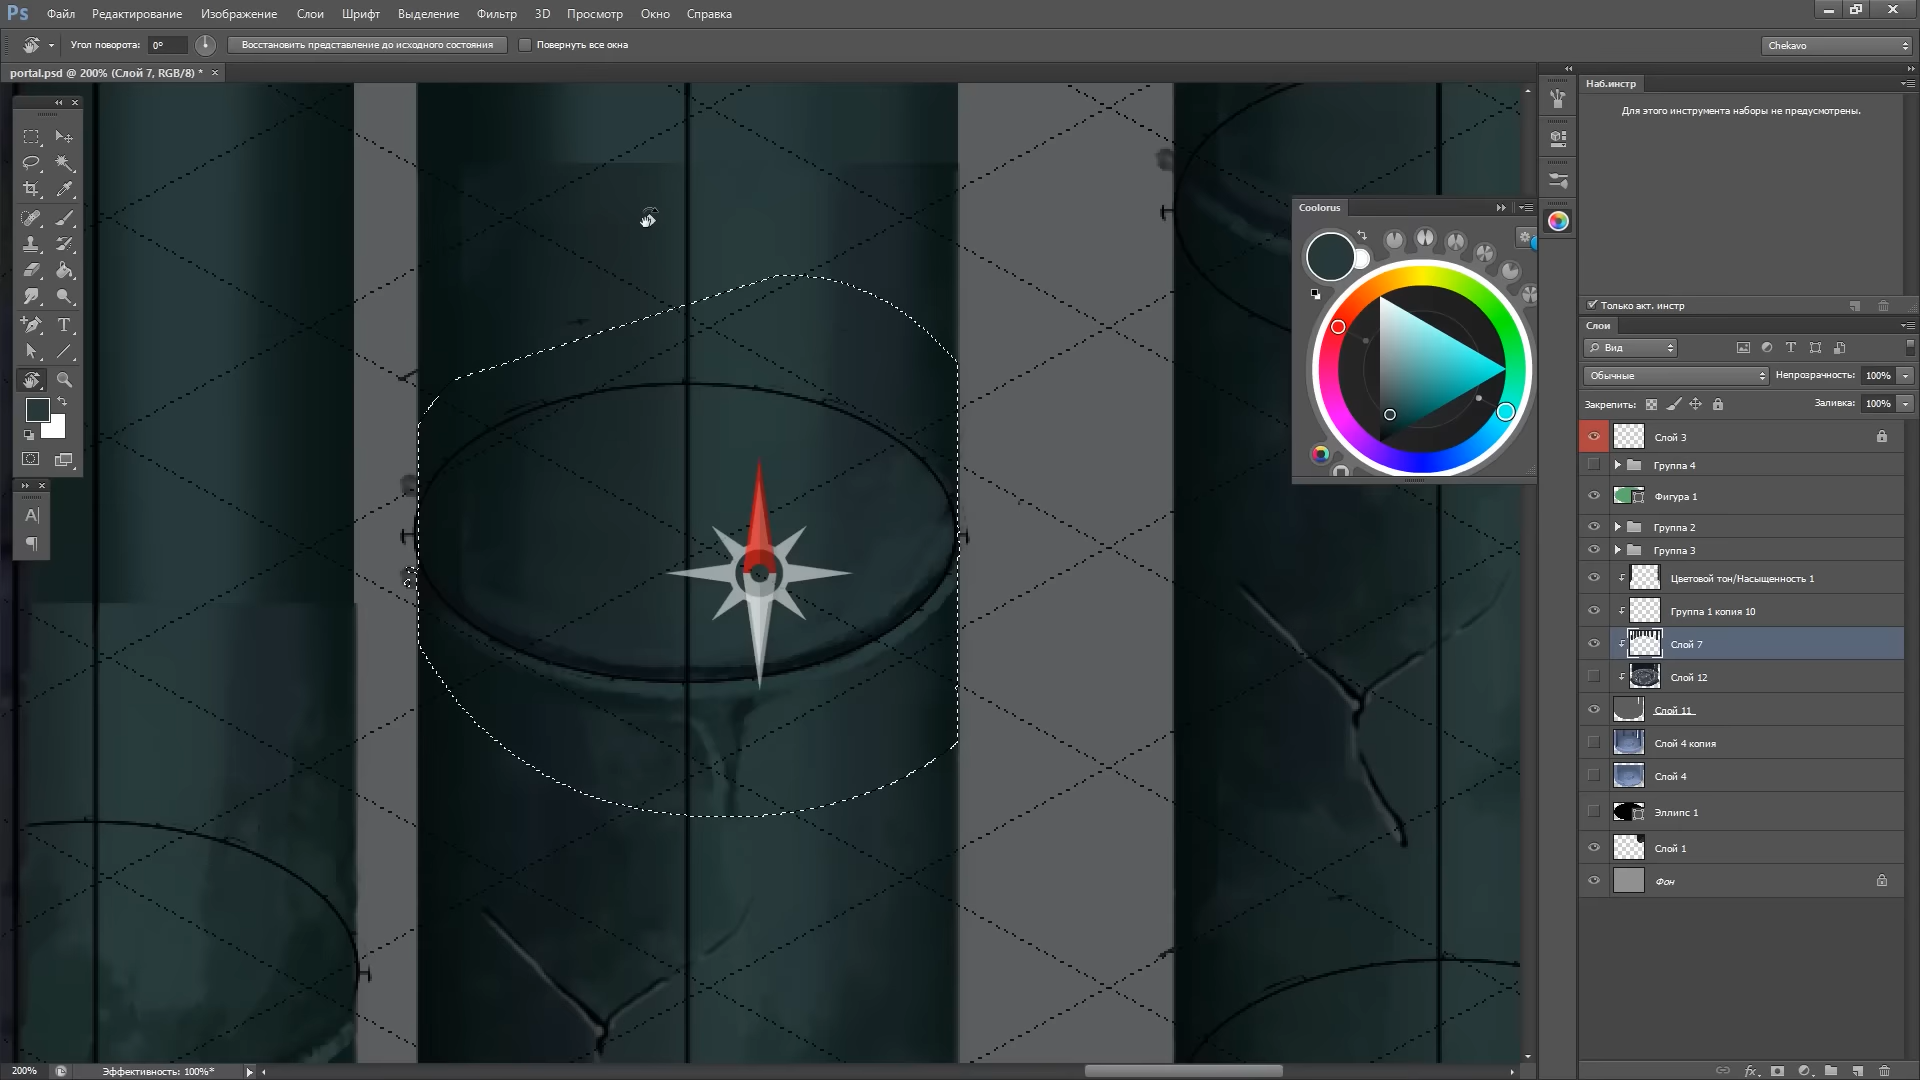 Ps Файл Редактирование Изображение Слои Шрифт Выделение Фильтр 3D Просмотр Окно Справка
Угол поворота: 0° Восстановить представление до исходного состояния Повернуть все окна Chekavo
portal.psd @ 200% (Слой 7, RGB/8) *
Наб.инстр
Для этого инструмента наборы не предусмотрены.
Coolorus
Только акт. инстр
Слои
Вид
Обычные Непрозрачность: 100%
Закрепить: Заливка: 100%
Слой 3
Группа 4
Фигура 1
Группа 2
Группа 3
Цветовой тон/Насыщенность 1
Группа 1 копия 10
Слой 7
Слой 12
Слой 11
Слой 4 копия
Слой 4
Эллипс 1
Слой 1
Фон
200% Эффективность: 100%*